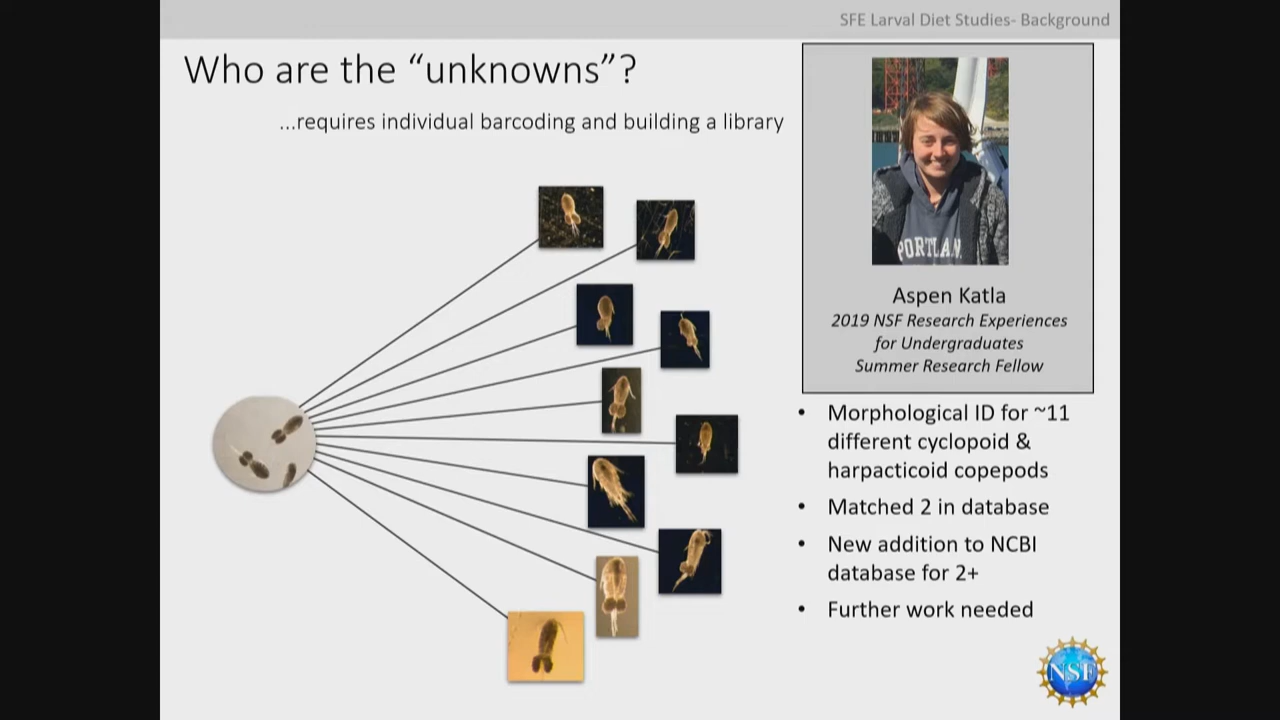 SFE Larval Diet Studies- Background
Who are the “unknowns”?
...requires individual barcoding and building a library
PORTLAN
Aspen Katla
2019 NSF Research Experiences
for Undergraduates
Summer Research Fellow
• Morphological ID for ~11
different cyclopoid &
harpacticoid copepods
• Matched 2 in database
• New addition to NCBI
database for 2+
• Further work needed
NSF